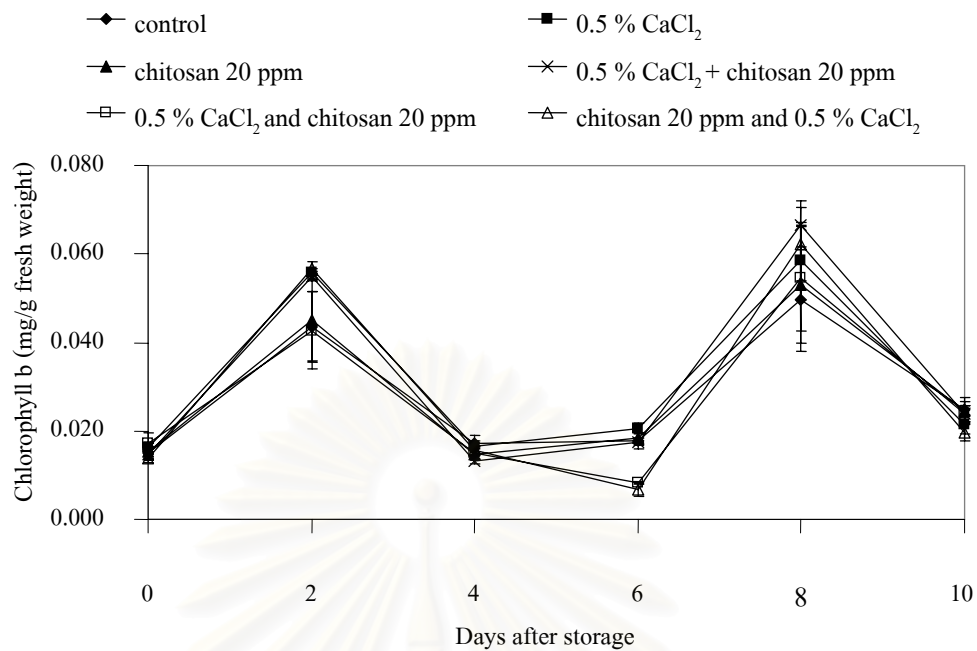 control
0.5 % CaCl₂
chitosan 20 ppm
0.5 % CaCl₂ + chitosan 20 ppm
0.5 % CaCl₂ and chitosan 20 ppm
chitosan 20 ppm and 0.5 % CaCl₂
Chlorophyll b (mg/g fresh weight)
0.080
0.060
0.040
0.020
0.000
0 2 4 6 8 10
Days after storage